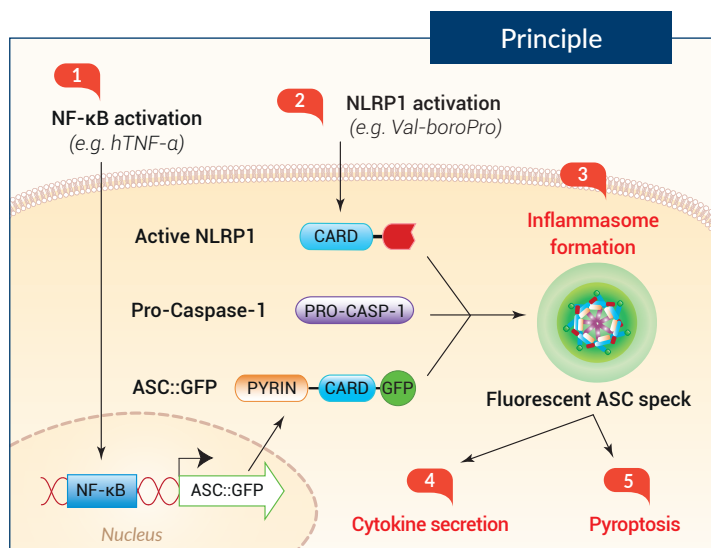 Principle
1
NF-κB activation
(e.g. hTNF-α)
2
NLRP1 activation
(e.g. Val-boroPro)
3
Inflammasome
formation
Active NLRP1
CARD
Pro-Caspase-1
PRO-CASP-1
ASC::GFP
PYRIN
CARD
GFP
Fluorescent ASC speck
NF-κB
ASC::GFP
Nucleus
4
Cytokine secretion
5
Pyroptosis